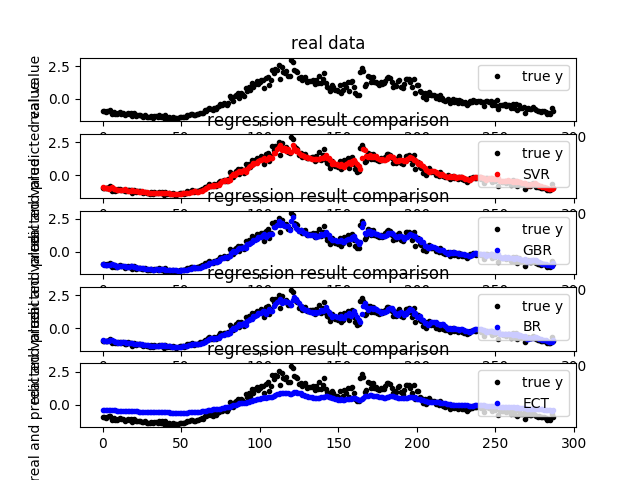 real data
2.5
0.0
true y
0 50 100 150 200 250 300
regression result comparison
2.5
0.0
true y
SVR
regression result comparison
2.5
0.0
true y
GBR
regression result comparison
2.5
0.0
true y
BR
regression result comparison
2.5
0.0
true y
ECT
0 50 100 150 200 250 300
real value
real and predicted value